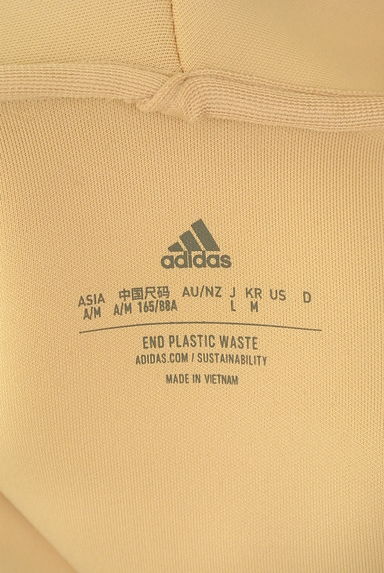 adidas
ASIA 中国尺码 AU/NZ J KR US D
A/M A/M 165/88A L M
END PLASTIC WASTE
ADIDAS.COM / SUSTAINABILITY
MADE IN VIETNAM